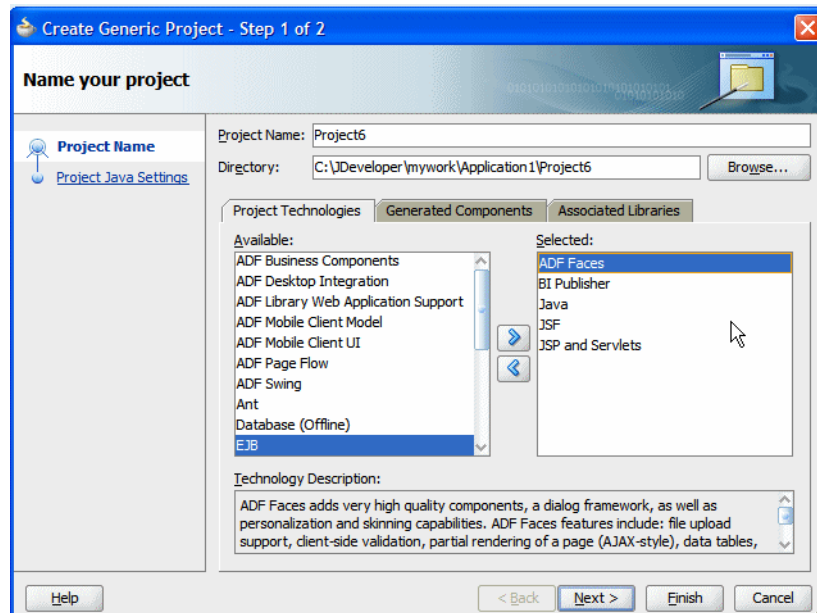 Create Generic Project - Step 1 of 2
Name your project
Project Name
Project Java Settings
Project Name: Project6
Directory: C:\JDeveloper\mywork\Application1\Project6 Browse...
Project Technologies Generated Components Associated Libraries
Available:
ADF Business Components
ADF Desktop Integration
ADF Library Web Application Support
ADF Mobile Client Model
ADF Mobile Client UI
ADF Page Flow
ADF Swing
Ant
Database (Offline)
EJB
Selected:
ADF Faces
BI Publisher
Java
JSF
JSP and Servlets
Technology Description:
ADF Faces adds very high quality components, a dialog framework, as well as
personalization and skinning capabilities. ADF Faces features include: file upload
support, client-side validation, partial rendering of a page (AJAX-style), data tables,
Help < Back Next > Finish Cancel